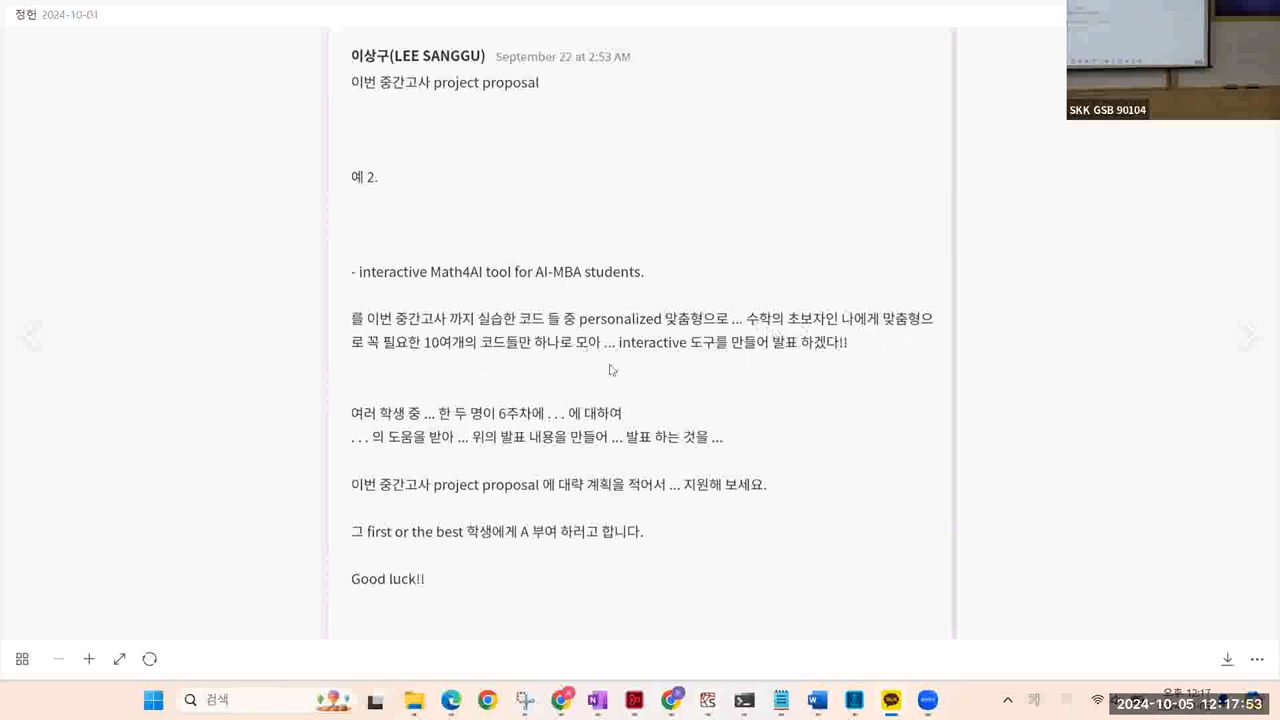 정헌 2024-10-01
이상구(LEE SANGGU) September 22 at 2:53 AM
이번 중간고사 project proposal
SKK GSB 90104
예 2.
- interactive Math4AI tool for AI-MBA students.
를 이번 중간고사 까지 실습한 코드 들 중 personalized 맞춤형으로 ... 수학의 초보자인 나에게 맞춤형으
로 꼭 필요한 10여개의 코드들만 하나로 모아 ... interactive 도구를 만들어 발표 하겠다!!
여러 학생 중 ... 한 두 명이 6주차에 . . . 에 대하여
. . . 의 도움을 받아 ... 위의 발표 내용을 만들어 ... 발표 하는 것을 ...
이번 중간고사 project proposal 에 대략 계획을 적어서 ... 지원해 보세요.
그 first or the best 학생에게 A 부여 하려고 합니다.
Good luck!!
검색
오후 12:17
2024-10-05 12:17:53